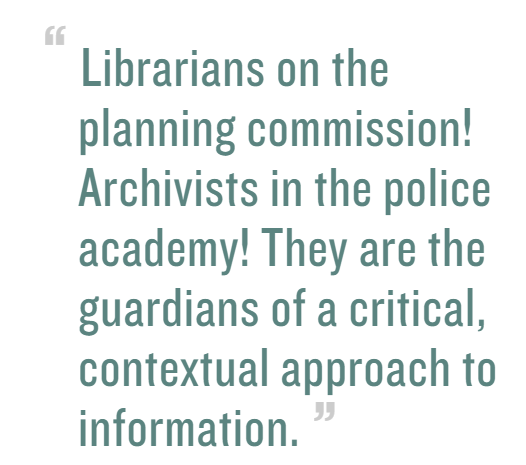 “ Librarians on the
planning commission!
Archivists in the police
academy! They are the
guardians of a critical,
contextual approach to
information. ”